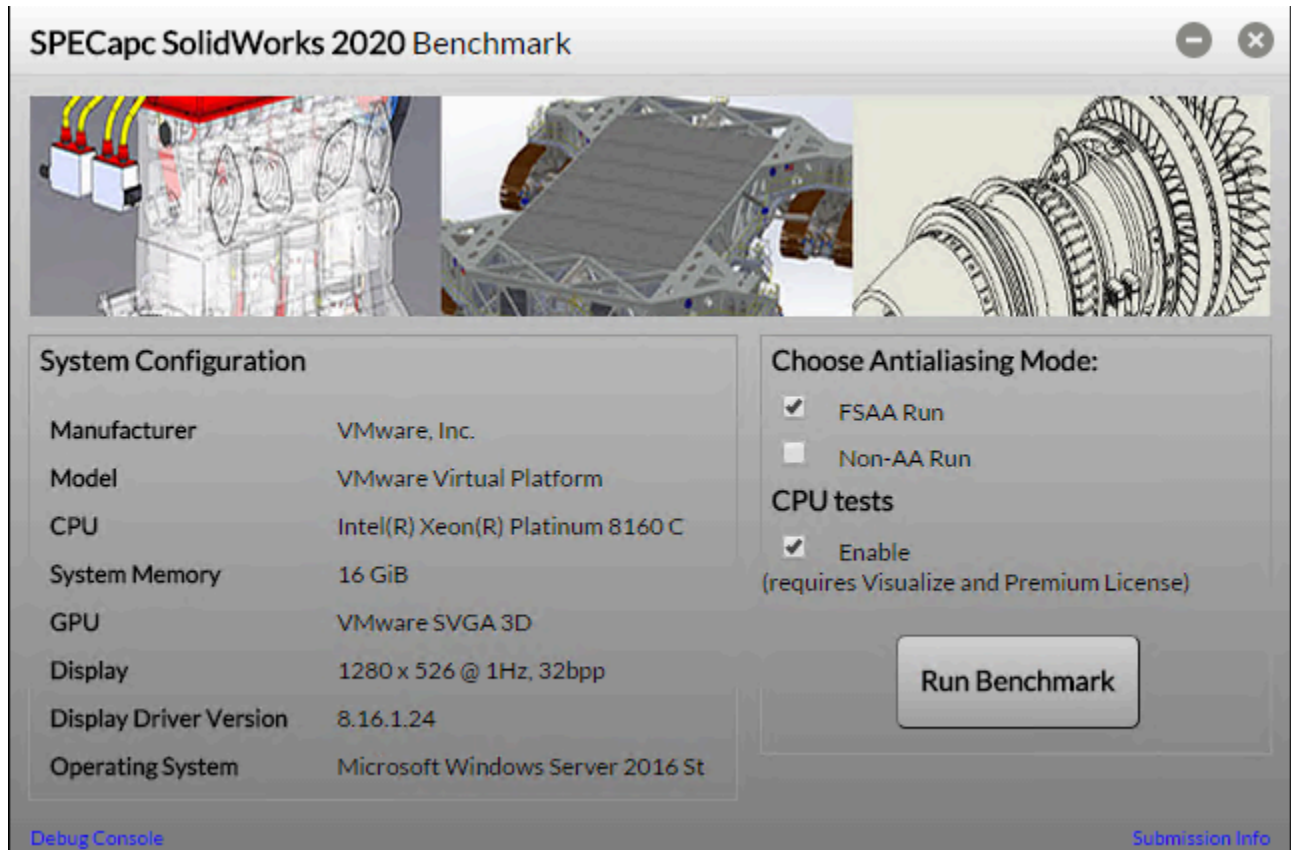 SPECapc SolidWorks 2020 Benchmark
System Configuration
Manufacturer VMware, Inc.
Model VMware Virtual Platform
CPU Intel(R) Xeon(R) Platinum 8160 C
System Memory 16 GiB
GPU VMware SVGA 3D
Display 1280 x 526 @ 1Hz, 32bpp
Display Driver Version 8.16.1.24
Operating System Microsoft Windows Server 2016 St
Choose Antialiasing Mode:
FSAA Run
Non-AA Run
CPU tests
Enable
(requires Visualize and Premium License)
Run Benchmark
Debug Console
Submission Info